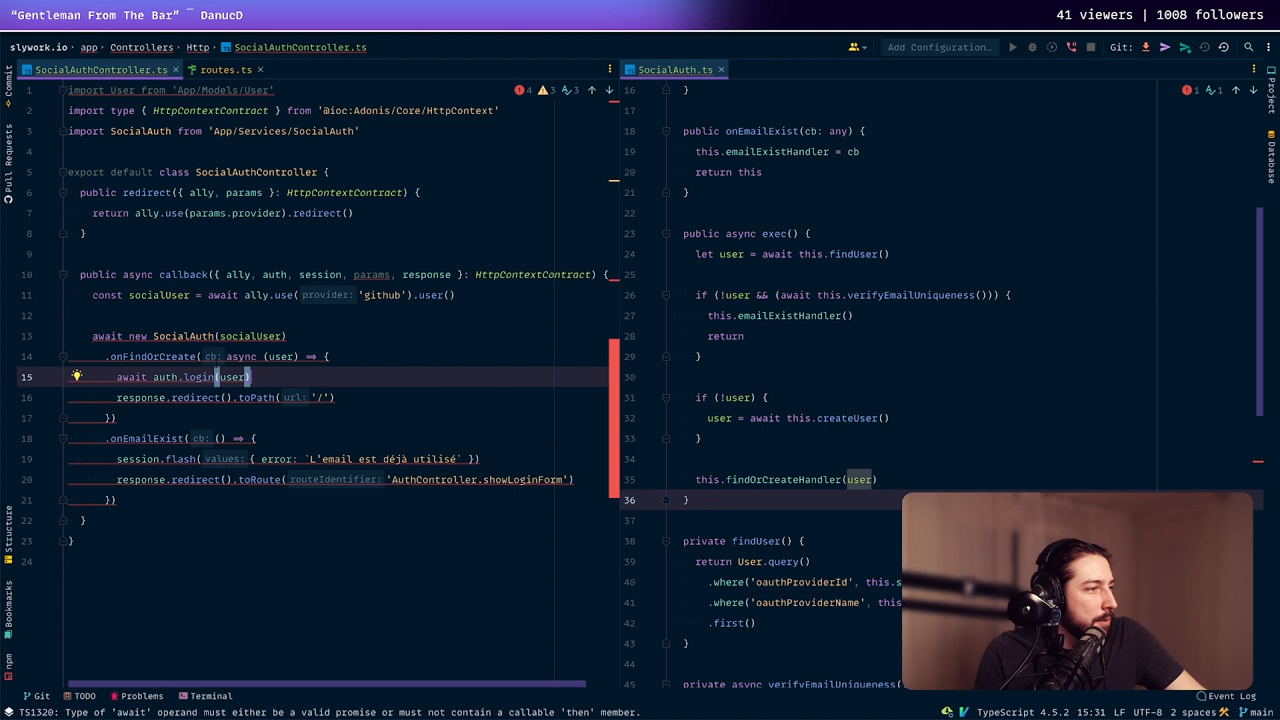 “Gentleman From The Bar” ¯ DanucD
41 viewers | 1008 followers
slywork.io › app › Controllers › Http › SocialAuthController.ts
Add Configuration...
Git:
SocialAuthController.ts ×
routes.ts ×
SocialAuth.ts ×
Commit
Pull Requests
Structure
Bookmarks
npm
Project
Database
4 3 3
1 import User from 'App/Models/User'
2 import type { HttpContextContract } from '@ioc:Adonis/Core/HttpContext'
3 import SocialAuth from 'App/Services/SocialAuth'
4
5 export default class SocialAuthController {
6 public redirect({ ally, params }: HttpContextContract) {
7 return ally.use(params.provider).redirect()
8 }
9
10 public async callback({ ally, auth, session, params, response }: HttpContextContract) {
11 const socialUser = await ally.use( provider: 'github').user()
12
13 await new SocialAuth(socialUser)
14 .onFindOrCreate( cb: async (user) => {
15 await auth.login(user)
16 response.redirect().toPath( url: '/')
17 })
18 .onEmailExist( cb: () => {
19 session.flash( values: { error: `L'email est déjà utilisé` })
20 response.redirect().toRoute( routeIdentifier: 'AuthController.showLoginForm')
21 })
22 }
23 }
24
1 1
16 }
17
18 public onEmailExist(cb: any) {
19 this.emailExistHandler = cb
20 return this
21 }
22
23 public async exec() {
24 let user = await this.findUser()
25
26 if (!user && (await this.verifyEmailUniqueness())) {
27 this.emailExistHandler()
28 return
29 }
30
31 if (!user) {
32 user = await this.createUser()
33 }
34
35 this.findOrCreateHandler(user)
36 }
37
38 private findUser() {
39 return User.query()
40 .where('oauthProviderId', this.s
41 .where('oauthProviderName', this
42 .first()
43 }
44
45 private async verifyEmailUniqueness(
Git
TODO
Problems
Terminal
Event Log
TS1320: Type of 'await' operand must either be a valid promise or must not contain a callable 'then' member.
TypeScript 4.5.2 15:31 LF UTF-8 2 spaces main